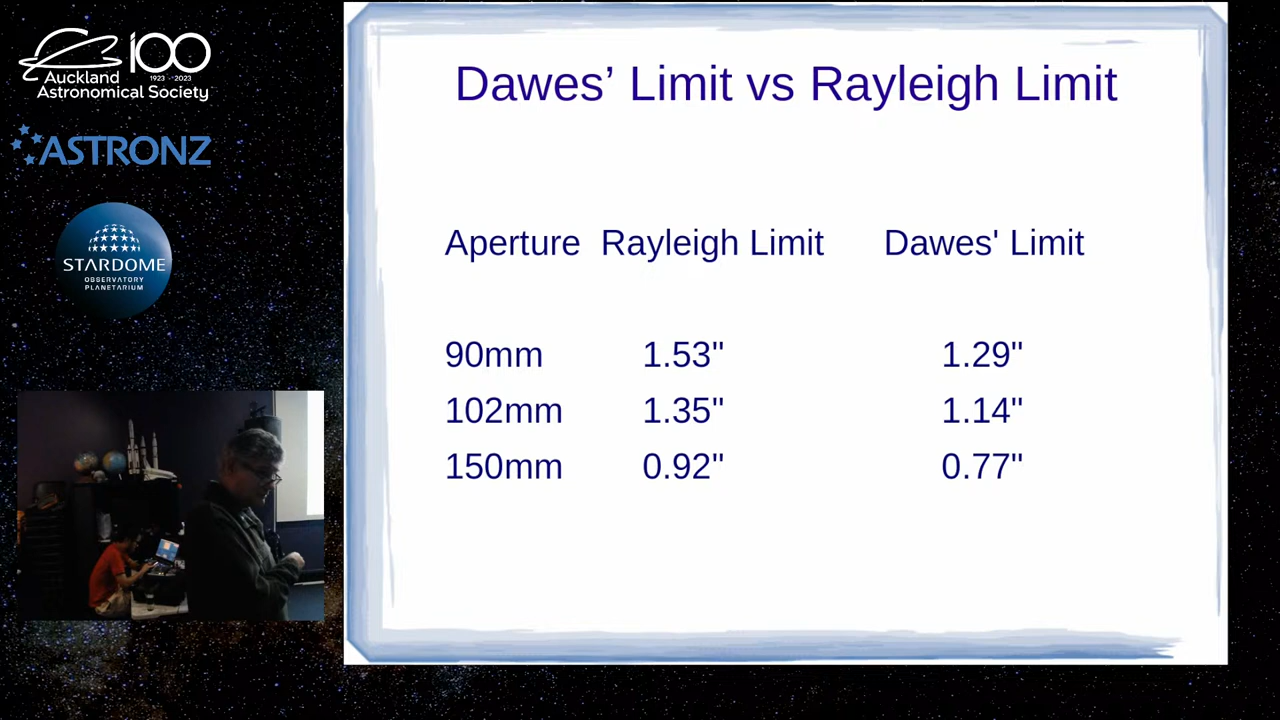 100
1923 - 2023
Auckland
Astronomical Society
ASTRONZ
STARDOME
OBSERVATORY
PLANETARIUM
Dawes’ Limit vs Rayleigh Limit
Aperture Rayleigh Limit Dawes' Limit
90mm 1.53" 1.29"
102mm 1.35" 1.14"
150mm 0.92" 0.77"